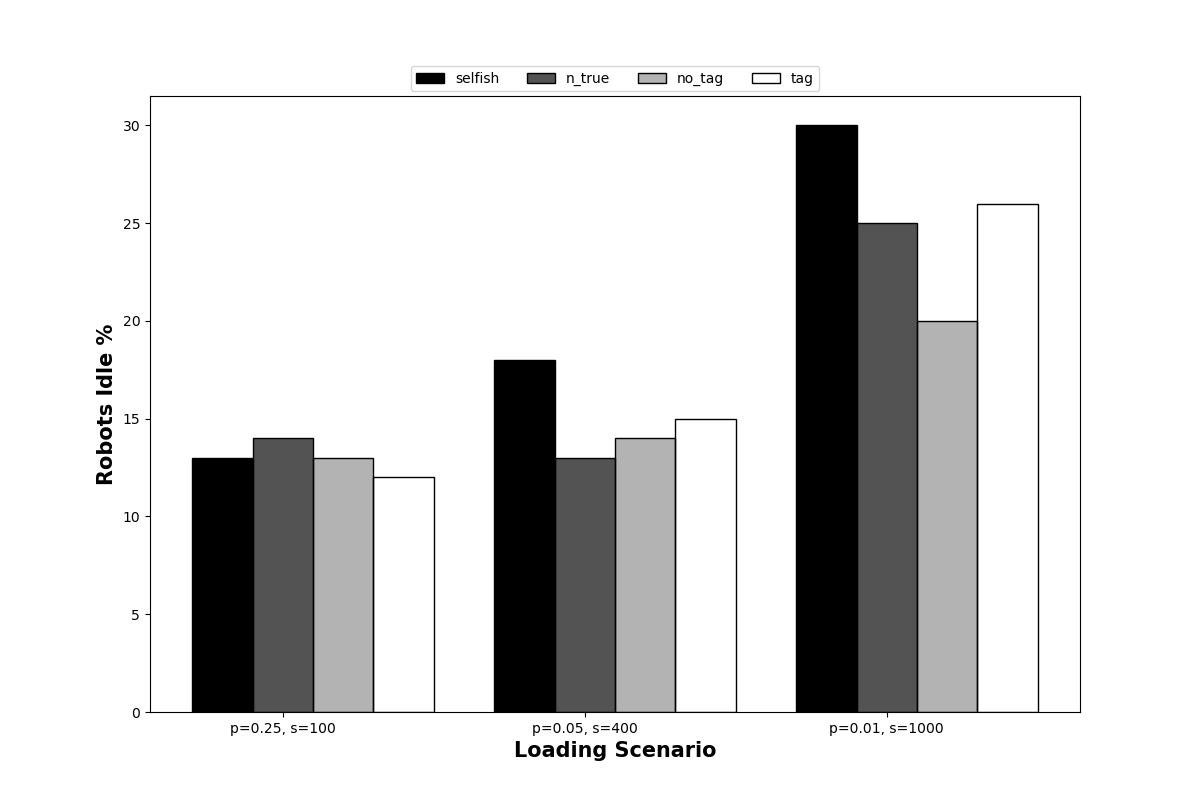 selfish n_true no_tag tag
30
25
20
15
10
5
0
Robots Idle %
p=0.25, s=100 p=0.05, s=400 p=0.01, s=1000
Loading Scenario